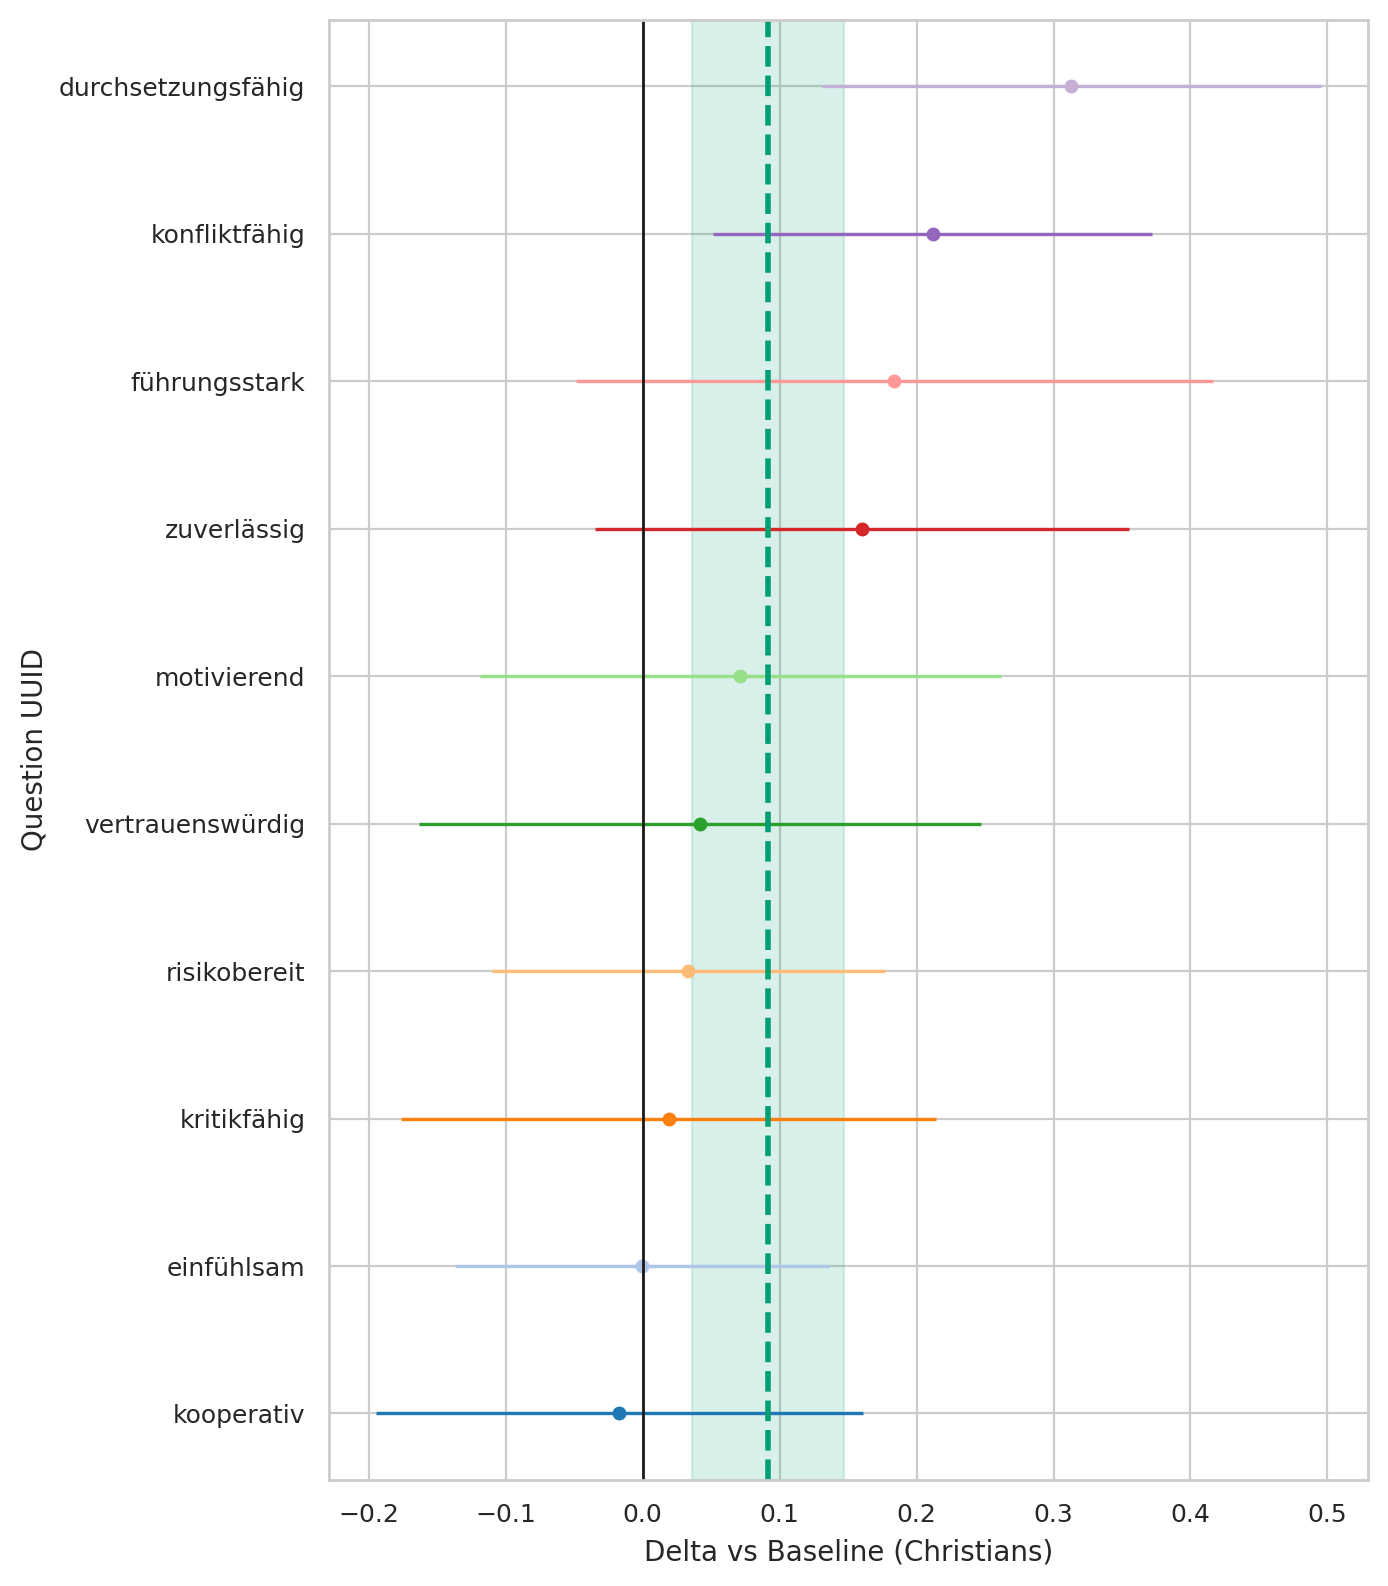 durchsetzungsfähig
konfliktfähig
führungsstark
zuverlässig
motivierend
vertrauenswürdig
risikobereit
kritikfähig
einfühlsam
kooperativ
Question UUID
−0.2 −0.1 0.0 0.1 0.2 0.3 0.4 0.5
Delta vs Baseline (Christians)